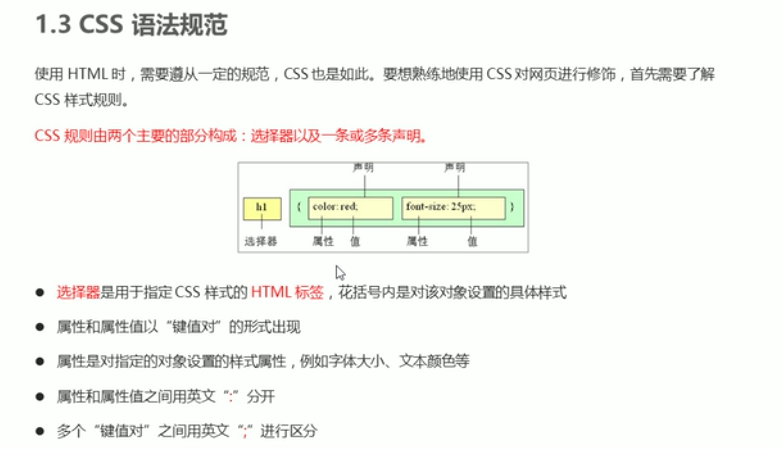 1.3 CSS 语法规范
使用 HTML 时，需要遵从一定的规范，CSS 也是如此。要想熟练地使用 CSS 对网页进行修饰，首先需要了解
CSS 样式规则。
CSS 规则由两个主要的部分构成：选择器以及一条或多条声明。
声明 声明
h1 { color: red; font-size: 25px; }
选择器 属性 值 属性 值
● 选择器是用于指定 CSS 样式的 HTML 标签，花括号内是对该对象设置的具体样式
● 属性和属性值以“键值对”的形式出现
● 属性是对指定的对象设置的样式属性，例如字体大小、文本颜色等
● 属性和属性值之间用英文“:”分开
● 多个“键值对”之间用英文“;”进行区分